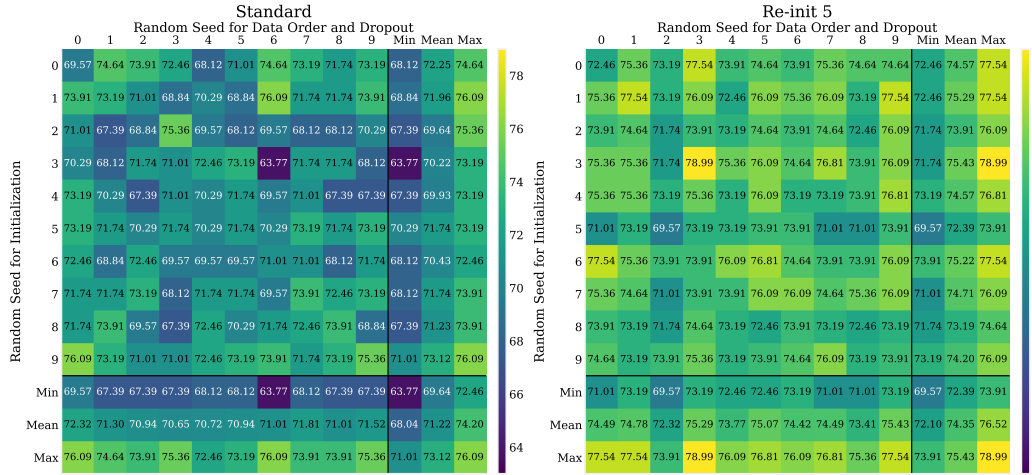 Standard
Random Seed for Data Order and Dropout
0 1 2 3 4 5 6 7 8 9 Min Mean Max
Random Seed for Initialization
0 69.57 74.64 73.91 72.46 68.12 71.01 74.64 73.19 71.74 73.19 68.12 72.25 74.64
1 73.91 73.19 71.01 68.84 70.29 68.84 76.09 71.74 71.74 73.91 68.84 71.96 76.09
2 71.01 67.39 68.84 75.36 69.57 68.12 69.57 68.12 68.12 70.29 67.39 69.64 75.36
3 70.29 68.12 71.74 71.01 72.46 73.19 63.77 71.74 71.74 68.12 63.77 70.22 73.19
4 73.19 70.29 67.39 71.01 70.29 71.74 69.57 71.01 67.39 67.39 67.39 69.93 73.19
5 73.19 71.74 70.29 71.74 70.29 71.74 70.29 73.19 71.74 71.74 70.29 71.74 73.19
6 72.46 68.84 72.46 69.57 69.57 69.57 71.01 71.01 68.12 71.74 68.12 70.43 72.46
7 71.74 71.74 73.19 68.12 71.74 71.74 69.57 73.91 72.46 73.19 68.12 71.74 73.91
8 71.74 73.91 69.57 67.39 72.46 70.29 71.74 72.46 73.91 68.84 67.39 71.23 73.91
9 76.09 73.19 71.01 71.01 72.46 73.19 73.91 71.74 73.19 75.36 71.01 73.12 76.09
Min 69.57 67.39 67.39 67.39 68.12 68.12 63.77 68.12 67.39 67.39 63.77 69.64 72.46
Mean 72.32 71.30 70.94 70.65 70.72 70.94 71.01 71.81 71.01 71.52 68.04 71.22 74.20
Max 76.09 74.64 73.91 75.36 72.46 73.19 76.09 73.91 73.91 75.36 71.01 73.12 76.09
78
76
74
72
70
68
66
64
Re-init 5
Random Seed for Data Order and Dropout
0 1 2 3 4 5 6 7 8 9 Min Mean Max
Random Seed for Initialization
0 72.46 75.36 73.19 77.54 73.91 74.64 73.91 75.36 74.64 74.64 72.46 74.57 77.54
1 75.36 77.54 73.19 76.09 72.46 76.09 75.36 76.09 73.19 77.54 72.46 75.29 77.54
2 73.91 74.64 71.74 73.91 73.19 74.64 73.91 74.64 72.46 76.09 71.74 73.91 76.09
3 75.36 75.36 71.74 78.99 75.36 76.09 74.64 76.81 73.91 76.09 71.74 75.43 78.99
4 75.36 75.36 73.19 73.91 73.19 76.09 73.19 74.64 73.91 76.81 73.19 74.57 76.81
5 71.01 73.19 69.57 73.19 73.19 73.91 73.91 71.01 71.01 73.91 69.57 72.39 73.91
6 77.54 75.36 73.91 73.91 76.09 76.81 74.64 73.91 73.91 76.09 73.91 75.22 77.54
7 75.36 74.64 71.01 73.91 75.36 76.09 76.09 74.64 75.36 76.09 71.01 74.71 76.09
8 73.91 73.19 71.74 74.64 73.19 72.46 73.91 73.91 73.19 73.91 71.74 73.19 74.64
9 74.64 73.19 73.91 75.36 73.19 73.91 74.64 76.09 73.91 73.19 73.19 74.20 76.09
Min 71.01 73.19 69.57 73.19 72.46 72.46 73.19 71.01 71.01 73.19 69.57 72.39 73.91
Mean 74.49 74.78 72.32 75.29 73.77 75.07 74.42 74.49 73.41 75.43 72.10 74.35 76.52
Max 77.54 77.54 73.91 78.99 76.09 76.81 76.09 76.81 75.36 77.54 73.91 75.43 78.99